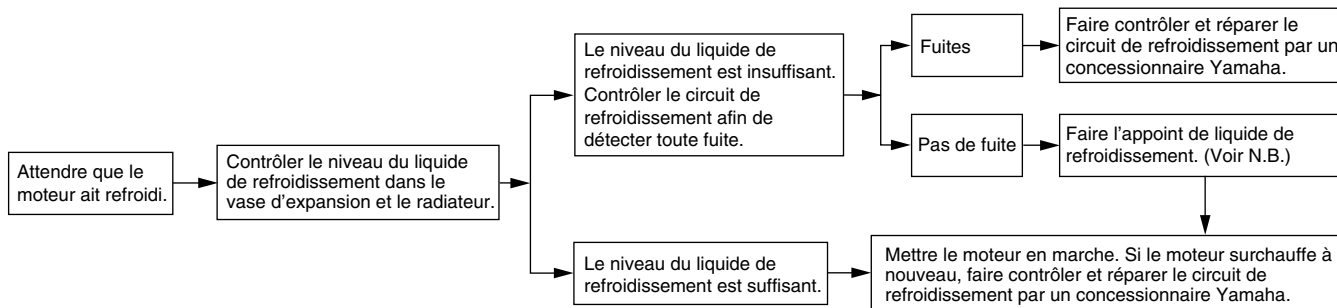 Attendre que le
moteur ait refroidi.
Contrôler le niveau du liquide
de refroidissement dans le
vase d’expansion et le radiateur.
Le niveau du liquide de
refroidissement est insuffisant.
Contrôler le circuit de
refroidissement afin de
détecter toute fuite.
Fuites
Faire contrôler et réparer le
circuit de refroidissement par un
concessionnaire Yamaha.
Pas de fuite
Faire l’appoint de liquide de
refroidissement. (Voir N.B.)
Le niveau du liquide de
refroidissement est suffisant.
Mettre le moteur en marche. Si le moteur surchauffe à
nouveau, faire contrôler et réparer le circuit de
refroidissement par un concessionnaire Yamaha.